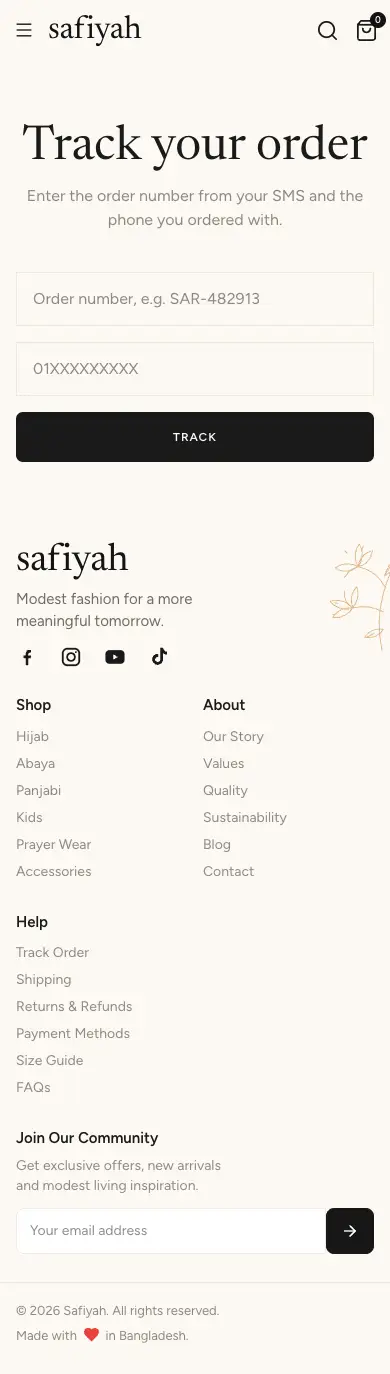 safiyah
0
Track your order
Enter the order number from your SMS and the
phone you ordered with.
Order number, e.g. SAR-482913
01XXXXXXXXX
TRACK
safiyah
Modest fashion for a more
meaningful tomorrow.
Shop
Hijab
Abaya
Panjabi
Kids
Prayer Wear
Accessories
About
Our Story
Values
Quality
Sustainability
Blog
Contact
Help
Track Order
Shipping
Returns & Refunds
Payment Methods
Size Guide
FAQs
Join Our Community
Get exclusive offers, new arrivals
and modest living inspiration.
Your email address
© 2026 Safiyah. All rights reserved.
Made with ❤️ in Bangladesh.